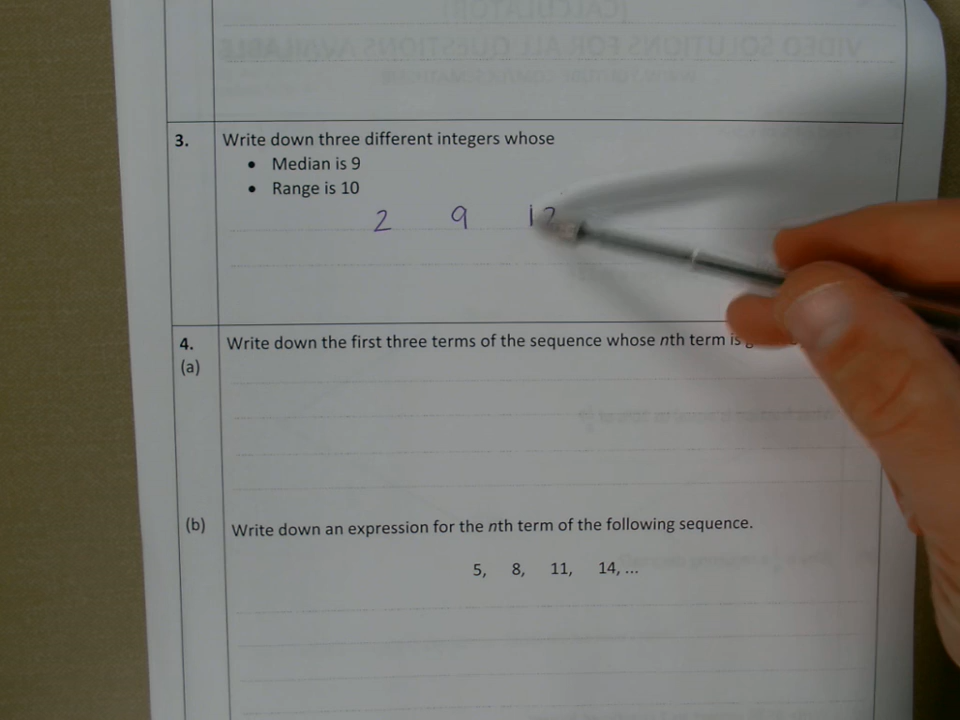 3. Write down three different integers whose
• Median is 9
• Range is 10
2 9 12
4. Write down the first three terms of the sequence whose nth term is
(a)
(b) Write down an expression for the nth term of the following sequence.
5, 8, 11, 14, ...